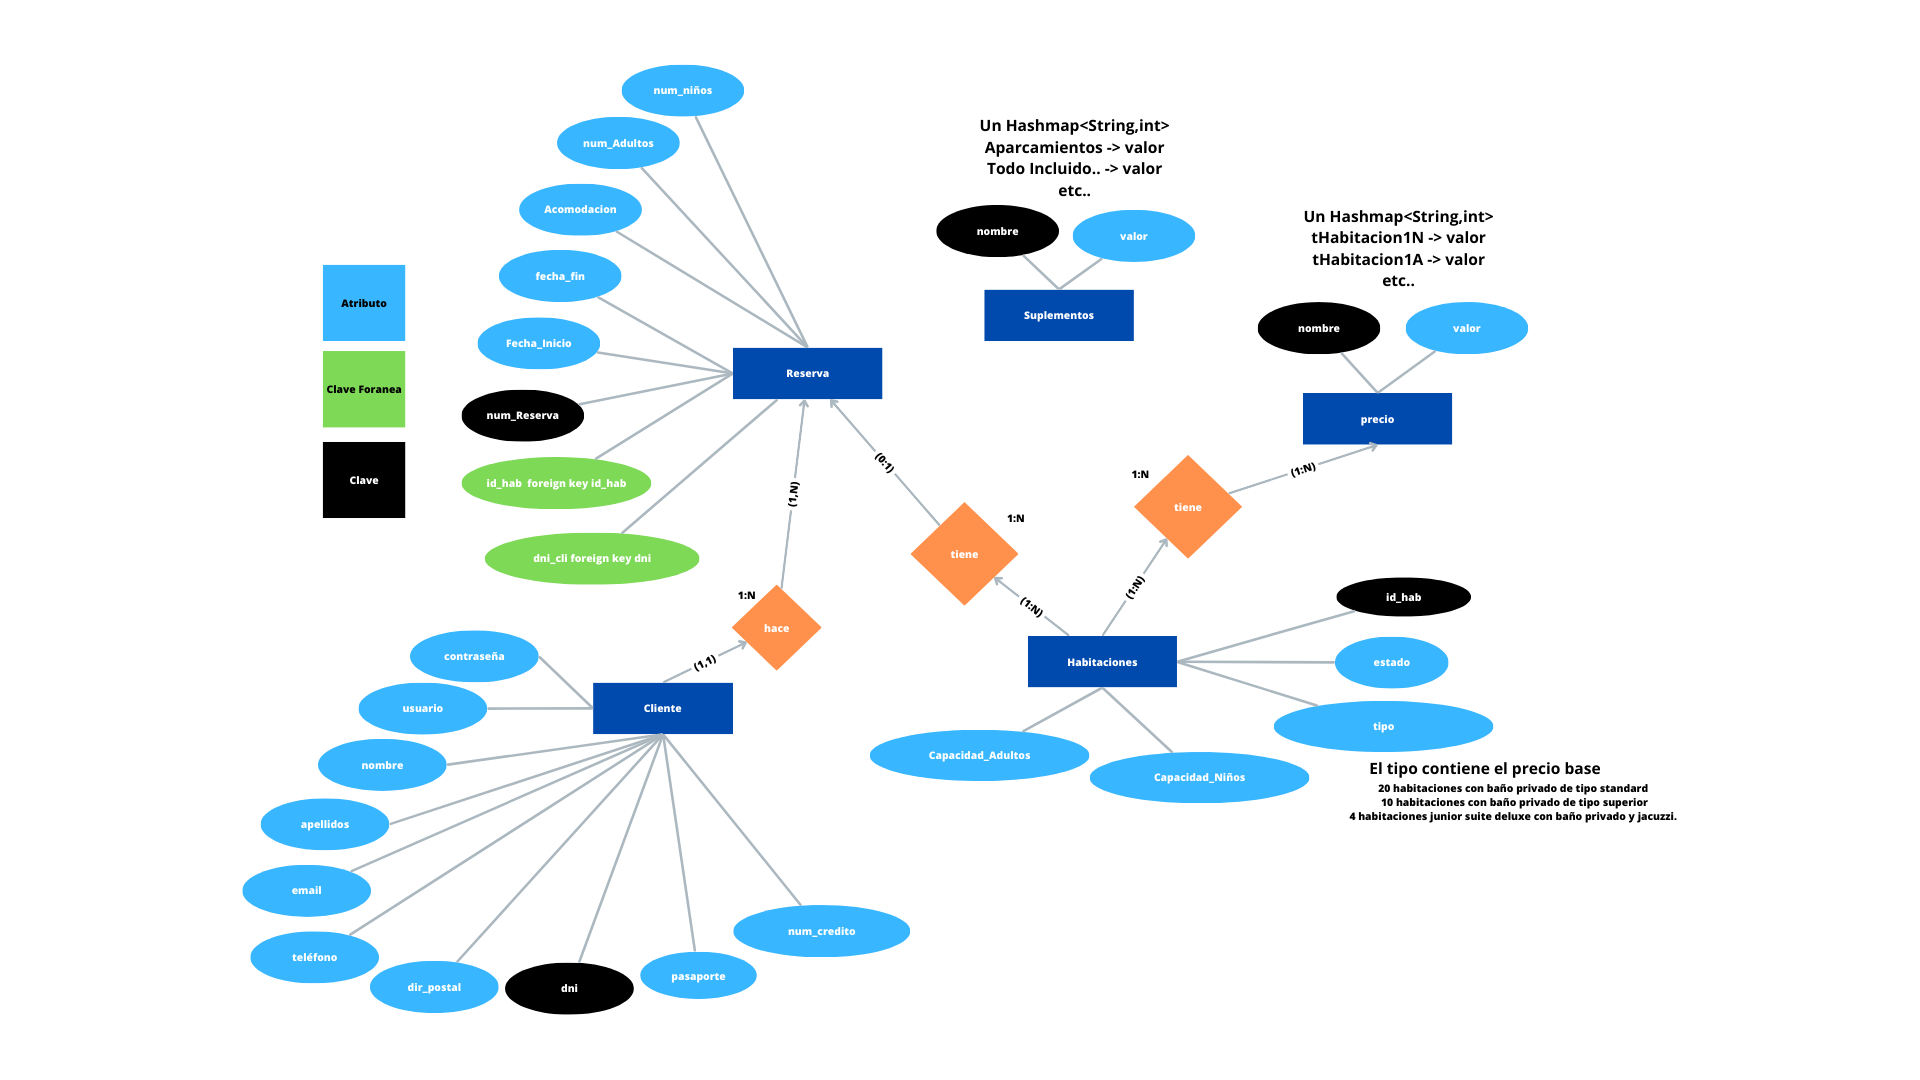 num_niños
num_Adultos
Acomodacion
fecha_fin
Fecha_Inicio
num_Reserva
id_hab foreign key id_hab
dni_cli foreign key dni
Atributo
Clave Foranea
Clave
Reserva
Un Hashmap<String,int>
Aparcamientos -> valor
Todo Incluido.. -> valor
etc..
nombre
valor
Suplementos
Un Hashmap<String,int>
tHabitacion1N -> valor
tHabitacion1A -> valor
etc..
nombre
valor
precio
(1:N)
1:N
tiene
(1:N)
(0:1)
1:N
tiene
(1:N)
(1,N)
1:N
hace
(1,1)
Habitaciones
id_hab
estado
tipo
Capacidad_Adultos
Capacidad_Niños
El tipo contiene el precio base
20 habitaciones con baño privado de tipo standard
10 habitaciones con baño privado de tipo superior
4 habitaciones junior suite deluxe con baño privado y jacuzzi.
Cliente
contraseña
usuario
nombre
apellidos
email
teléfono
dir_postal
dni
pasaporte
num_credito